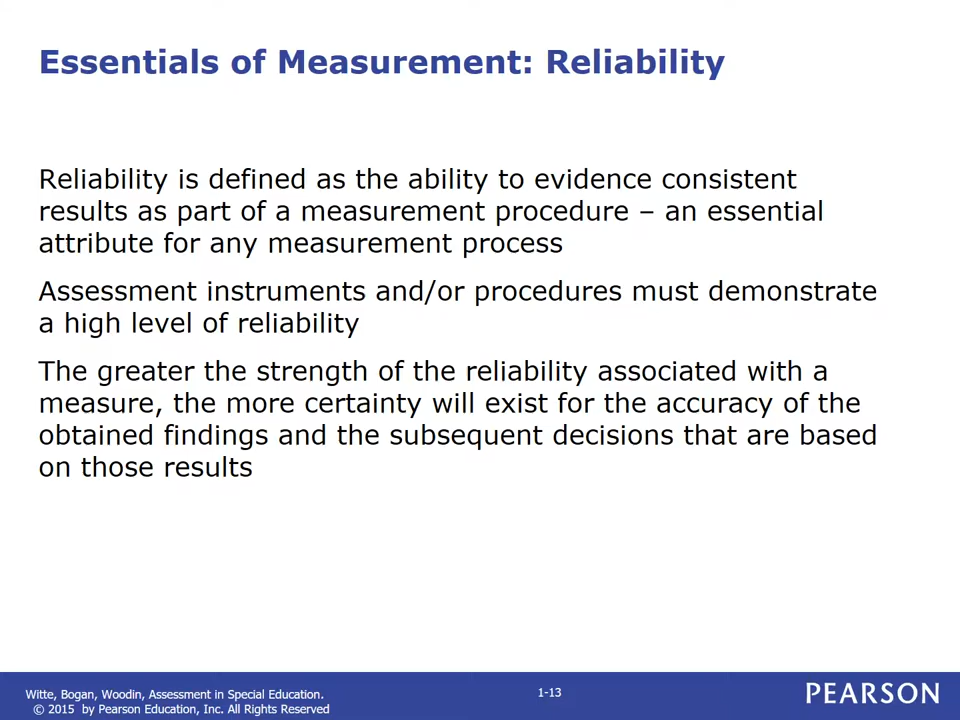 Essentials of Measurement: Reliability
Reliability is defined as the ability to evidence consistent
results as part of a measurement procedure – an essential
attribute for any measurement process
Assessment instruments and/or procedures must demonstrate
a high level of reliability
The greater the strength of the reliability associated with a
measure, the more certainty will exist for the accuracy of the
obtained findings and the subsequent decisions that are based
on those results
Witte, Bogan, Woodin, Assessment in Special Education.
© 2015 by Pearson Education, Inc. All Rights Reserved
1-13
PEARSON